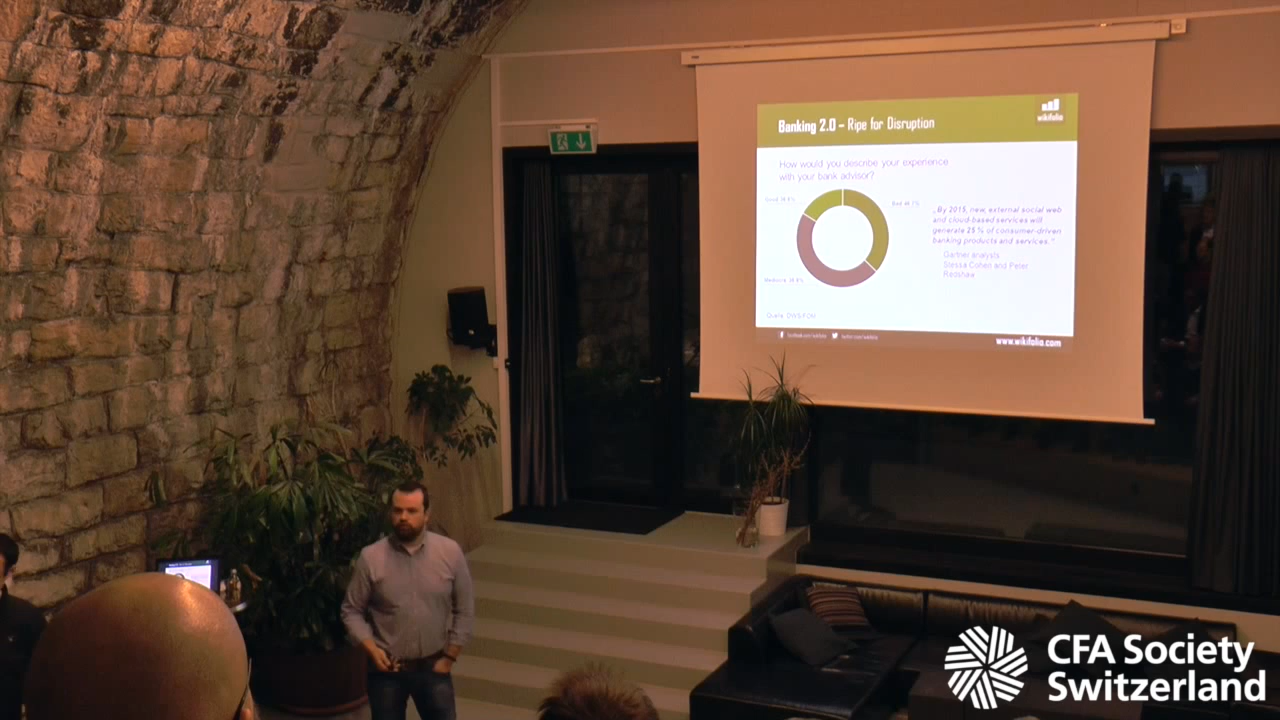 Banking 2.0 – Ripe for Disruption
wikifolio
How would you describe your experience
with your bank advisor?
„By 2015, new, external social web
and cloud-based services will
generate 25 % of consumer-driven
banking products and services."
Gartner analysts
Stessa Cohen and Peter
Redshaw
www.wikifolio.com
CFA Society
Switzerland